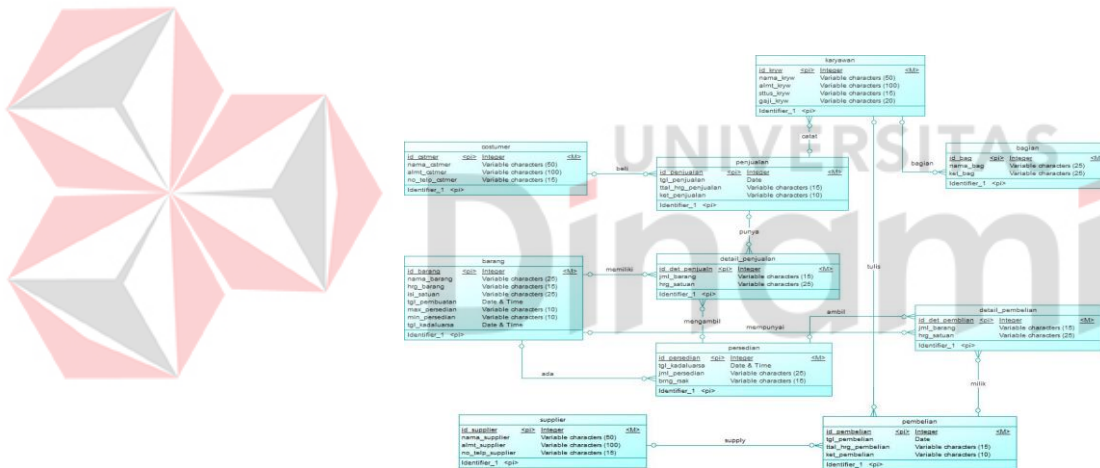 UNIVERSITAS
Dinami
karyawan
id_kryw <pi> Integer <M>
nama_kryw Variable characters (50)
almt_kryw Variable characters (100)
sttus_kryw Variable characters (15)
gaji_kryw Variable characters (20)
Identifier_1 <pi>
catat
costumer
id_cstmer <pi> Integer <M>
nama_cstmer Variable characters (50)
almt_cstmer Variable characters (100)
no_telp_cstmer Variable characters (15)
Identifier_1 <pi>
beli
penjualan
id_penjualan <pi> Integer <M>
tgl_penjualan Date
ttal_hrg_penjualan Variable characters (15)
ket_penjualan Variable characters (10)
Identifier_1 <pi>
bagian
bagian
id_bag <pi> Integer <M>
nama_bag Variable characters (25)
ket_bag Variable characters (25)
Identifier_1 <pi>
punya
tulis
barang
id_barang <pi> Integer <M>
nama_barang Variable characters (25)
hrg_barang Variable characters (15)
isi_satuan Variable characters (25)
tgl_pembuatan Date & Time
max_persedian Variable characters (10)
min_persedian Variable characters (10)
tgl_kadaluarsa Date & Time
Identifier_1 <pi>
memiliki
detail_penjualan
id_det_penjualn <pi> Integer <M>
jml_barang Variable characters (15)
hrg_satuan Variable characters (25)
Identifier_1 <pi>
mengambil
mempunyai
ambil
detail_pembelian
id_det_pembilan <pi> Integer <M>
jml_barang Variable characters (15)
hrg_satuan Variable characters (25)
Identifier_1 <pi>
ada
persedian
id_persedian <pi> Integer <M>
tgl_kadaluarsa Date & Time
jml_persedian Variable characters (25)
brng_rsak Variable characters (15)
Identifier_1 <pi>
milik
supplier
id_supplier <pi> Integer <M>
nama_supplier Variable characters (50)
almt_supplier Variable characters (100)
no_telp_supplier Variable characters (15)
Identifier_1 <pi>
supply
pembelian
id_pembelian <pi> Integer <M>
tgl_pembelian Date
ttal_hrg_pembelian Variable characters (15)
ket_pembelian Variable characters (10)
Identifier_1 <pi>